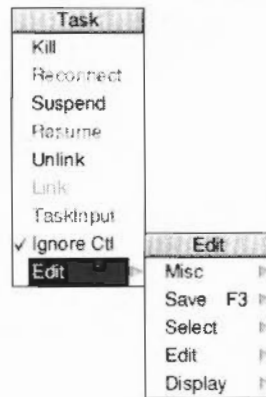 Task
Kill
Reconnect
Suspend
Resume
Unlink
Link
TaskInput
✓ Ignore Ctl
Edit
Edit
Misc
Save F3
Select
Edit
Display